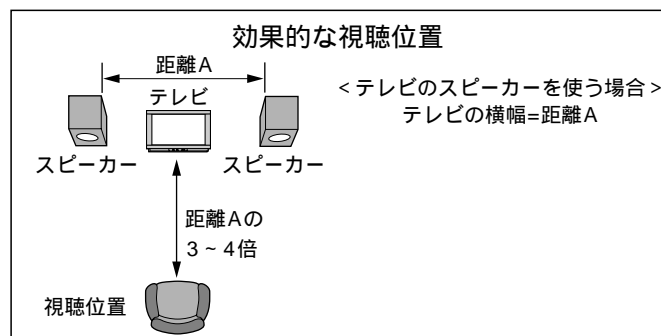 効果的な視聴位置
距離A
<テレビのスピーカーを使う場合>
テレビの横幅=距離A
テレビ
スピーカー
スピーカー
距離Aの
3~4倍
視聴位置